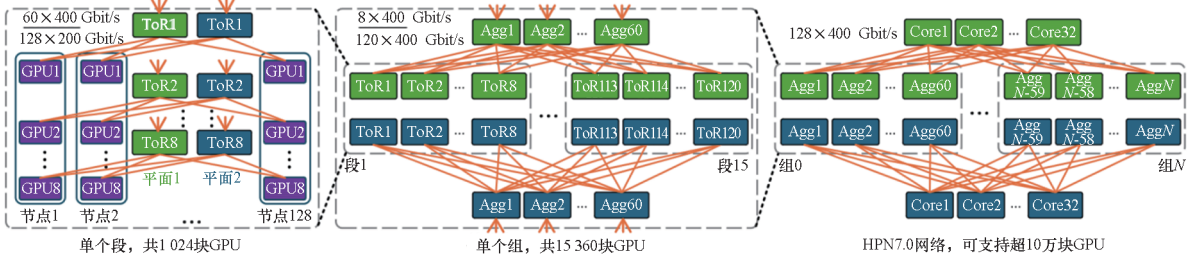 60×400 Gbit/s
128×200 Gbit/s
ToR1 ToR1
GPU1 GPU1 GPU1
ToR2 ToR2
GPU2 GPU2 GPU2
ToR8 ToR8
平面1 平面2
GPU8 GPU8 GPU8
节点1 节点2 … 节点128
单个段，共1 024块GPU
8×400 Gbit/s
120×400 Gbit/s
Agg1 Agg2 … Agg60
ToR1 ToR2 … ToR8 … ToR113 ToR114 … ToR120
ToR1 ToR2 … ToR8 ToR113 ToR114 … ToR120
段1 段15
Agg1 Agg2 … Agg60
单个组，共15 360块GPU
128×400 Gbit/s
Core1 Core2 … Core32
Agg1 Agg2 … Agg60 … Agg N-59 Agg N-58 … AggN
Agg1 Agg2 … Agg60 Agg N-59 Agg N-58 … AggN
组0 组N
Core1 Core2 … Core32
HPN7.0网络，可支持超10万块GPU